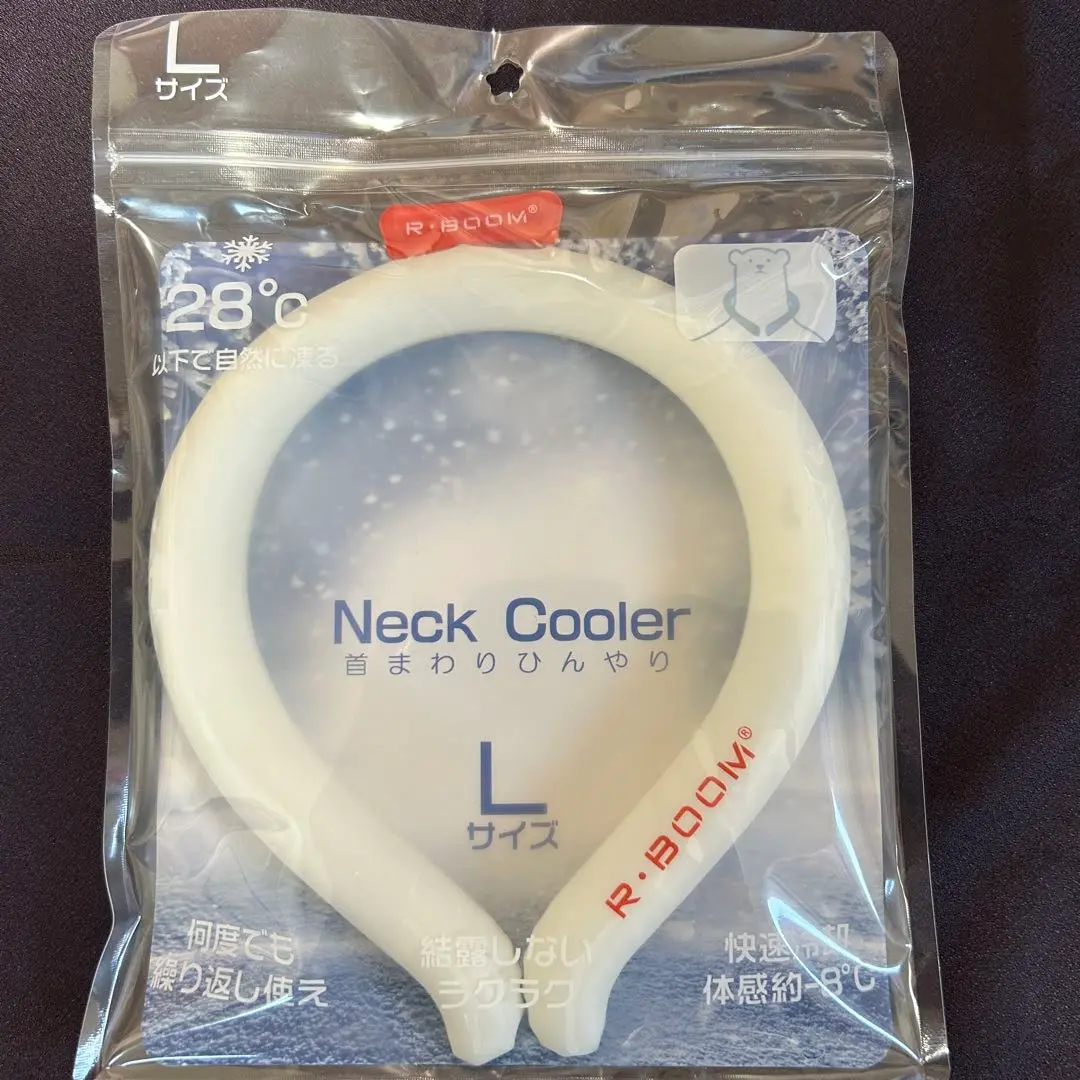 L
サイズ
R·BOOM®
28℃
以下で自然に凍る
Neck Cooler
首まわりひんやり
L
サイズ
R·BOOM®
何度でも
繰り返し使え
結露しない
ラクラク
快速冷却
体感約-8℃